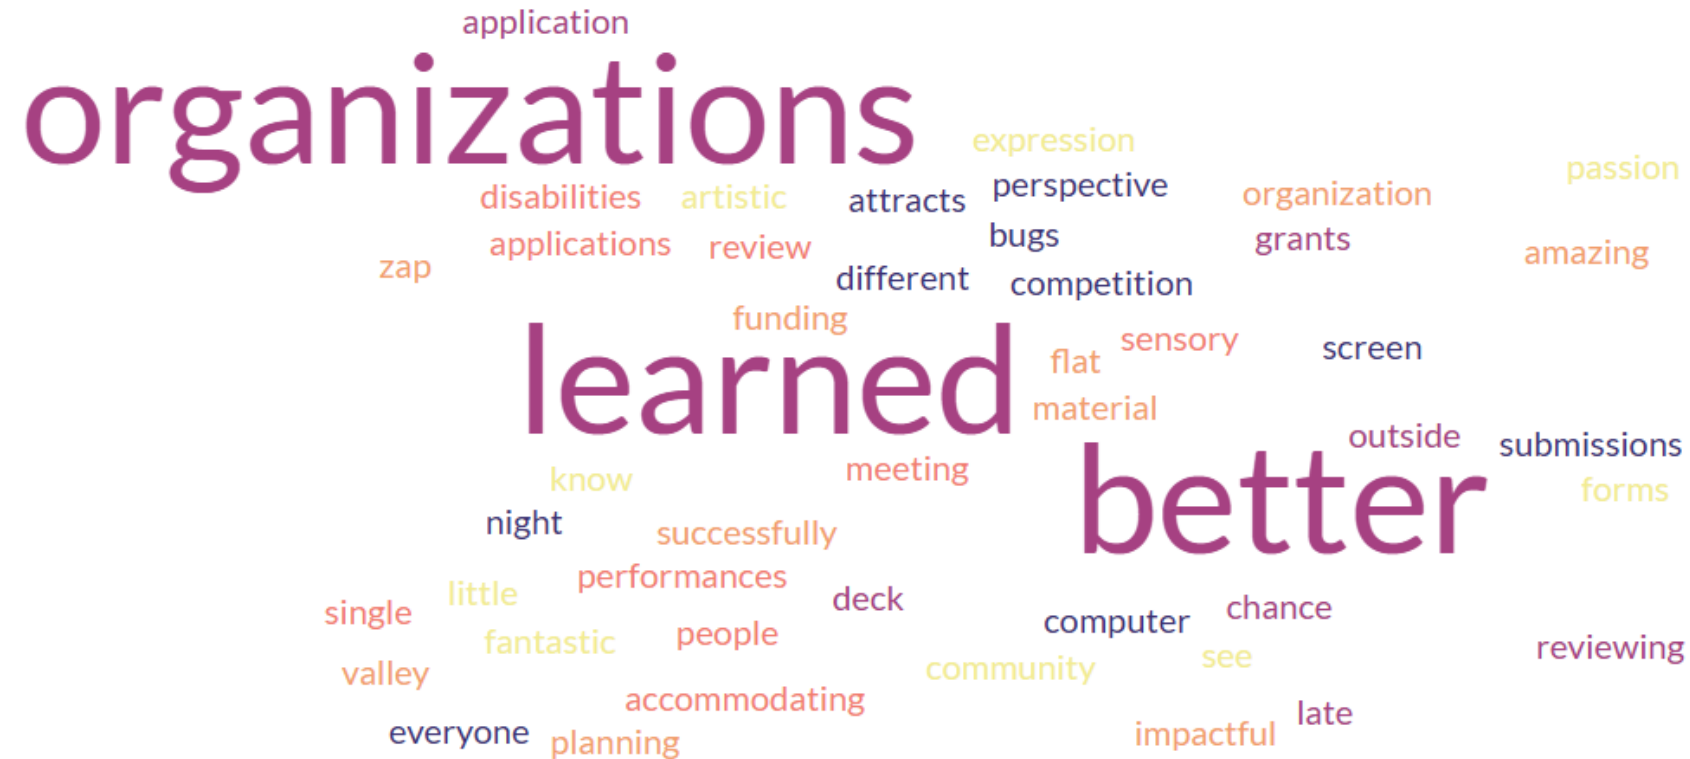 application
organizations
expression
passion
disabilities
artistic
attracts
perspective
organization
applications
review
bugs
grants
amazing
zap
different
competition
funding
sensory
screen
flat
learned
material
outside
submissions
know
meeting
better
forms
night
successfully
performances
little
deck
single
computer
chance
fantastic
people
reviewing
valley
community
see
accommodating
late
everyone
planning
impactful